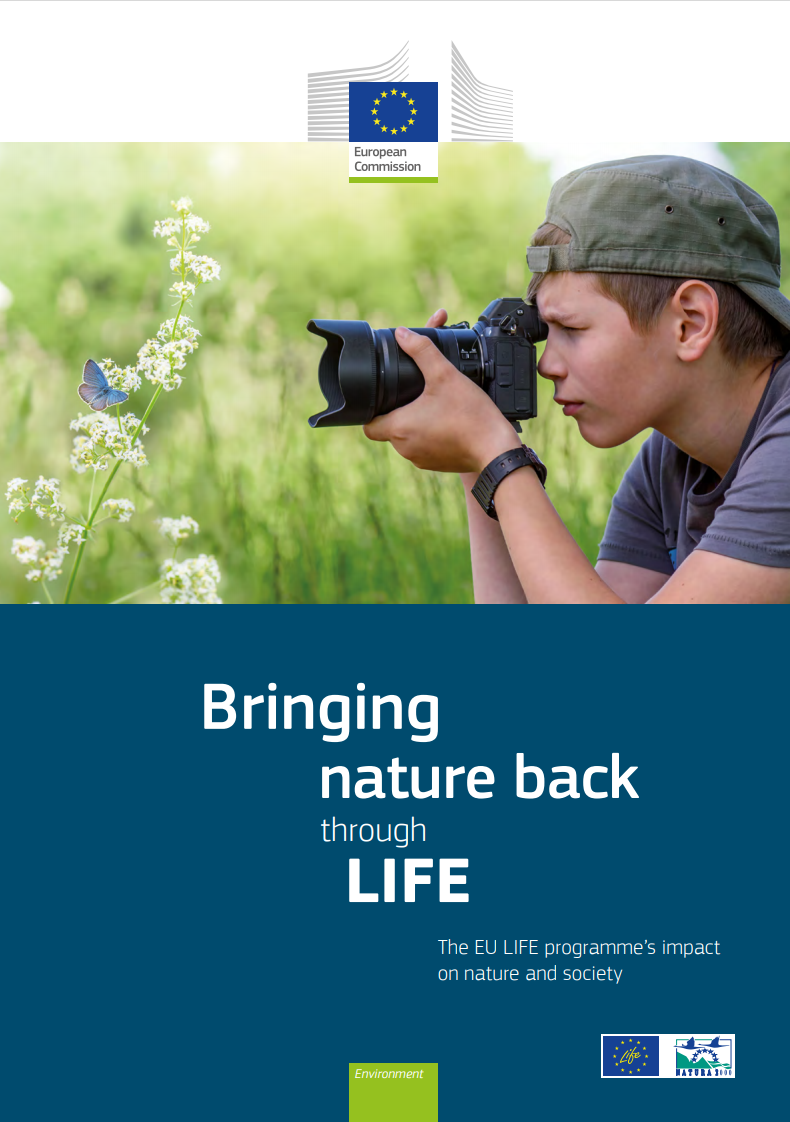 European
Commission
Bringing
nature back
through
LIFE
The EU LIFE programme's impact
on nature and society
Life
NATURA 2000
Environment